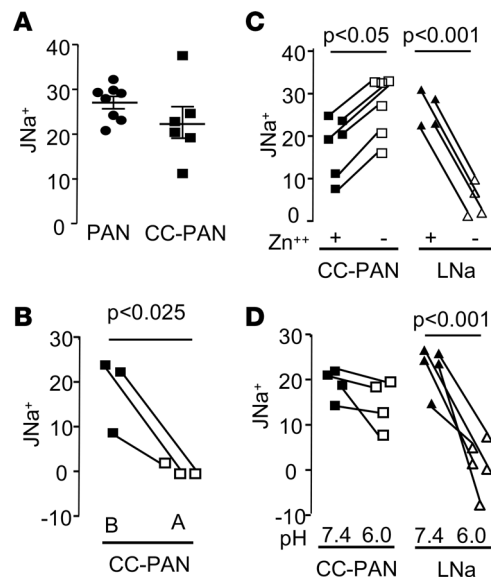 A
JNa+
40
30
20
10
0
PAN CC-PAN
B
p<0.025
JNa+
30
20
10
0
-10
B A
CC-PAN
C
p<0.05 p<0.001
JNa+
40
30
20
10
0
Zn++ + - + -
CC-PAN LNa
D
p<0.001
JNa+
30
20
10
0
-10
pH 7.4 6.0 7.4 6.0
CC-PAN LNa